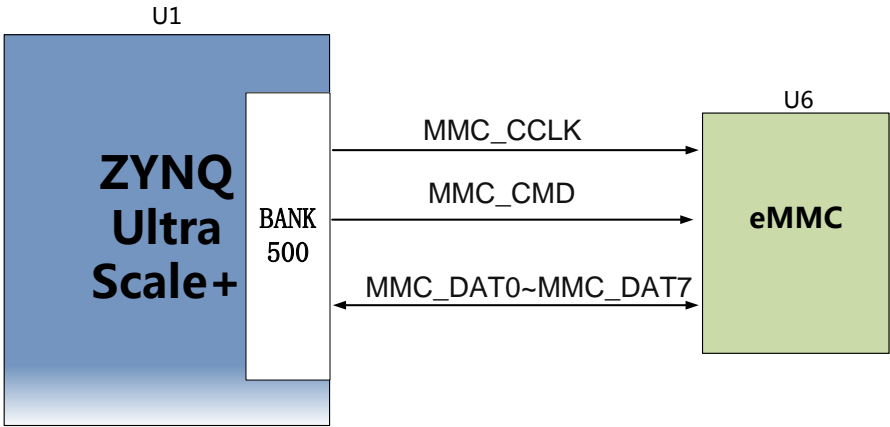 U1
U6
ZYNQ
Ultra
Scale+
BANK
500
MMC_CCLK
MMC_CMD
MMC_DAT0~MMC_DAT7
eMMC